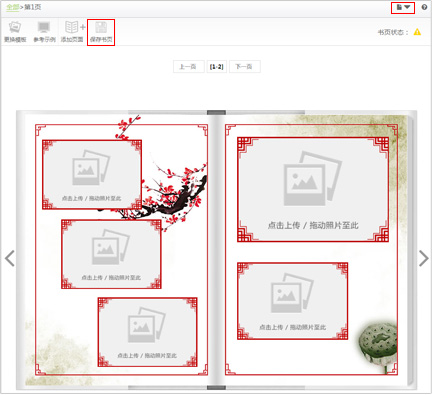 全部>第1页
更换模板 参考示例 添加页面 保存书页
书页状态：
上一页 [1-2] 下一页
点击上传 / 拖动照片至此
点击上传 / 拖动照片至此
点击上传 / 拖动照片至此
点击上传 / 拖动照片至此
点击上传 / 拖动照片至此